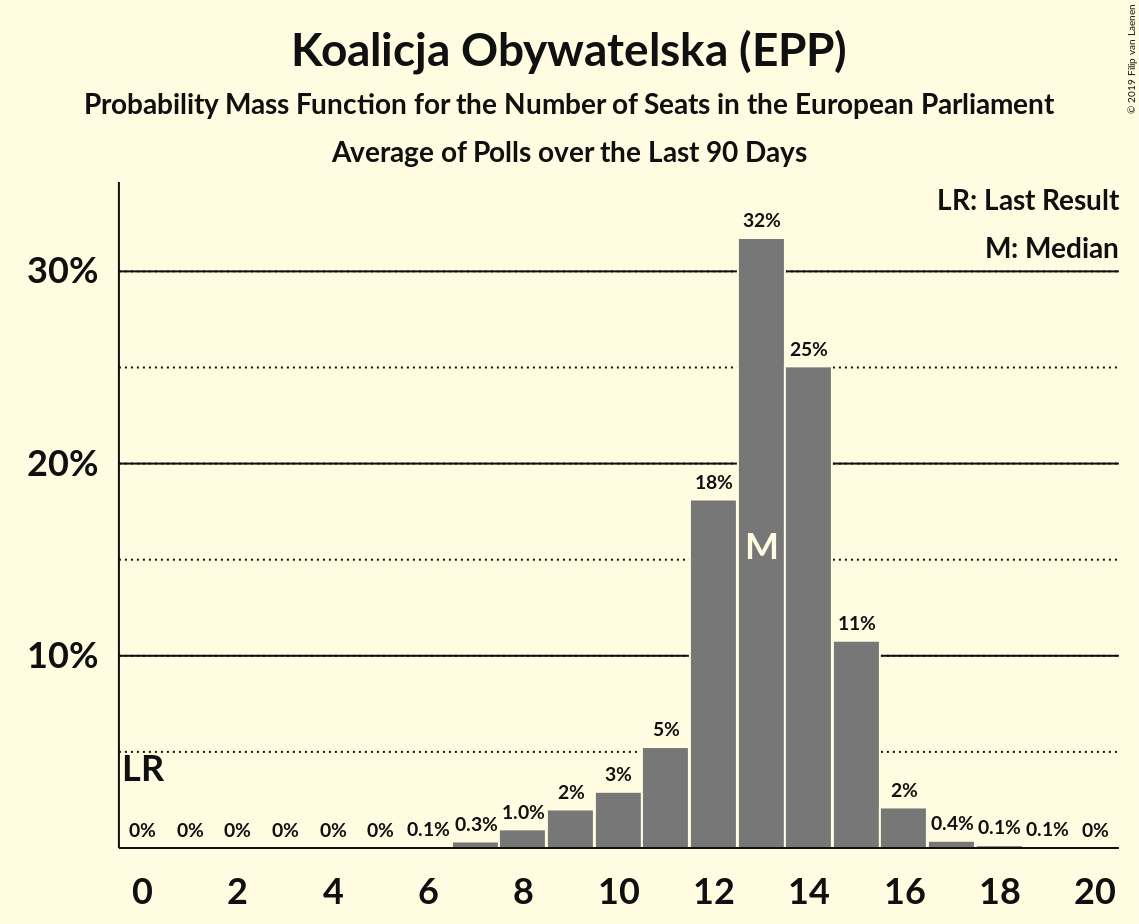 Koalicja Obywatelska (EPP)
Probability Mass Function for the Number of Seats in the European Parliament
Average of Polls over the Last 90 Days
© 2019 Filip van Laenen
LR: Last Result
M: Median
30%
20%
10%
32%
25%
18%
M
11%
5%
LR
3%
2%
2%
0% 0% 0% 0% 0% 0% 0.1% 0.3% 1.0% 0.4% 0.1% 0.1% 0%
0 2 4 6 8 10 12 14 16 18 20